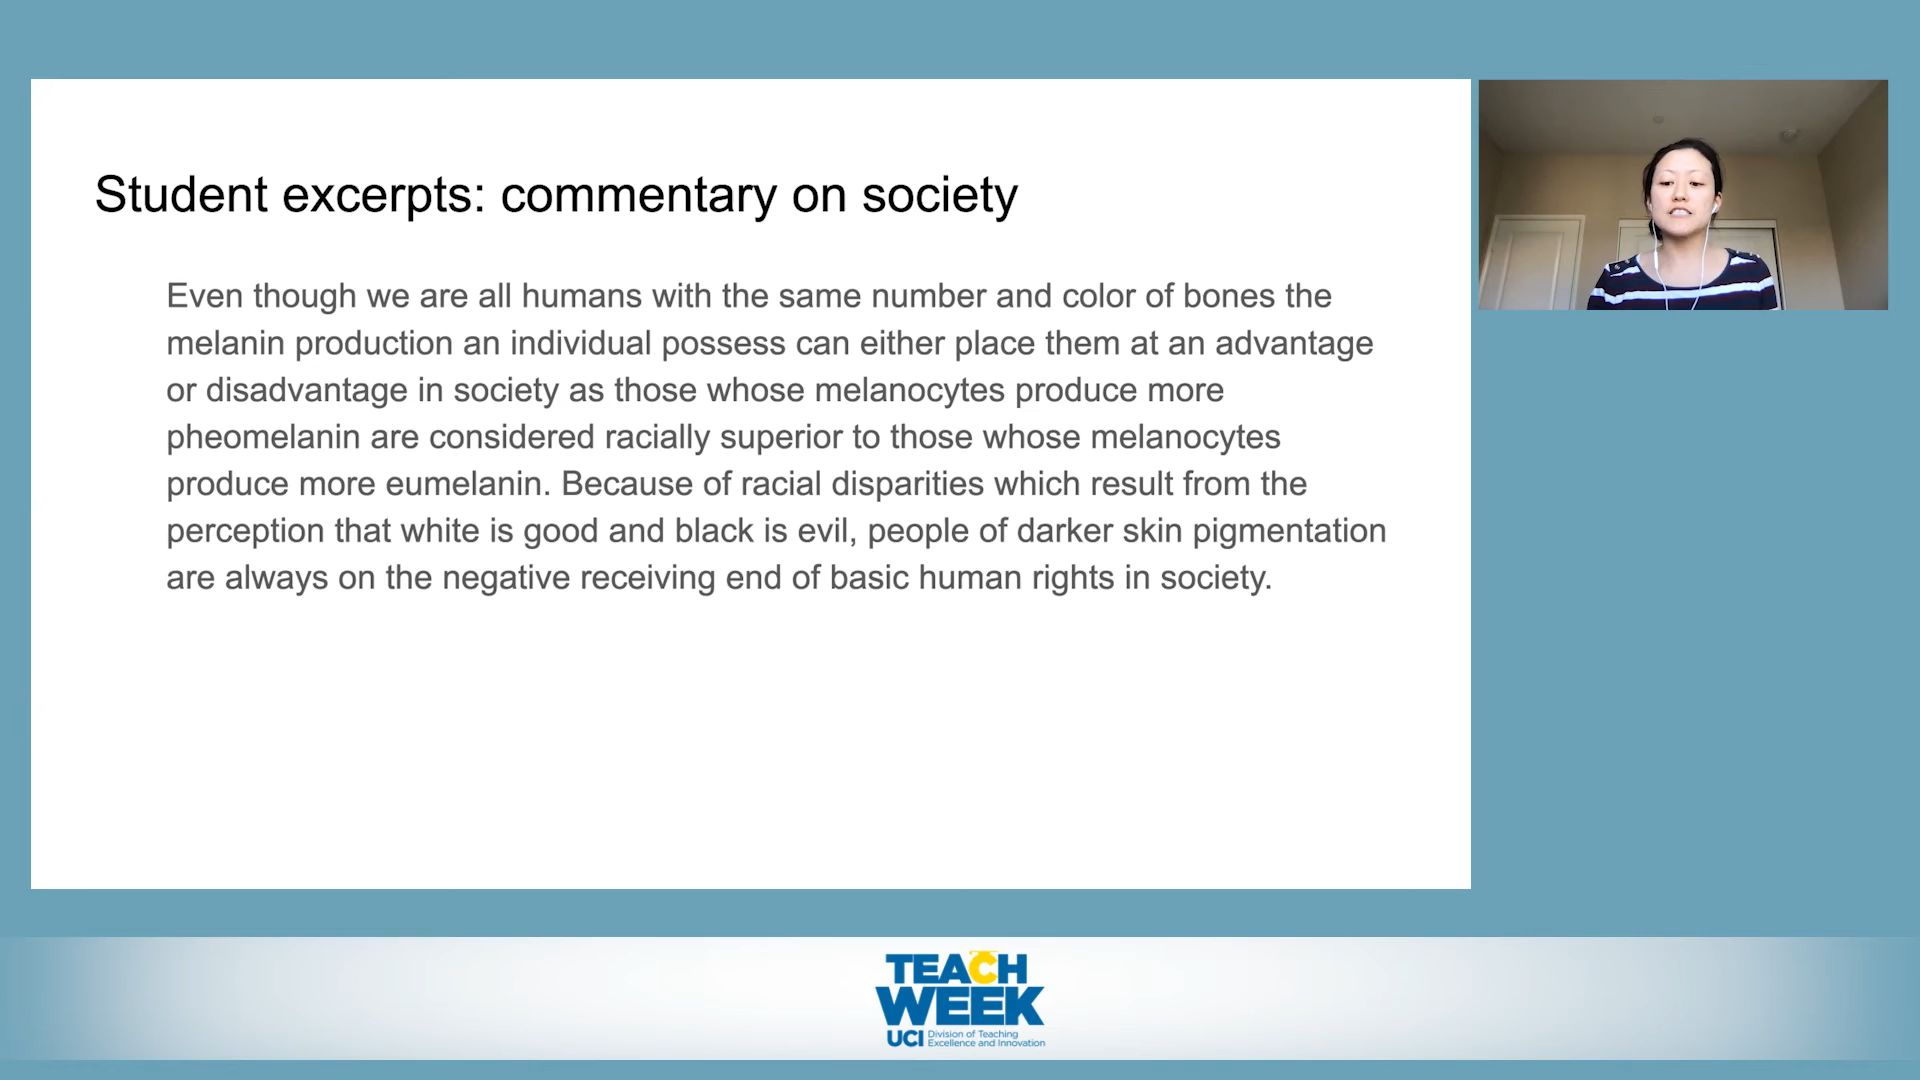 Student excerpts: commentary on society
Even though we are all humans with the same number and color of bones the
melanin production an individual possess can either place them at an advantage
or disadvantage in society as those whose melanocytes produce more
pheomelanin are considered racially superior to those whose melanocytes
produce more eumelanin. Because of racial disparities which result from the
perception that white is good and black is evil, people of darker skin pigmentation
are always on the negative receiving end of basic human rights in society.
TEACH
WEEK
UCI Division of Teaching
Excellence and Innovation